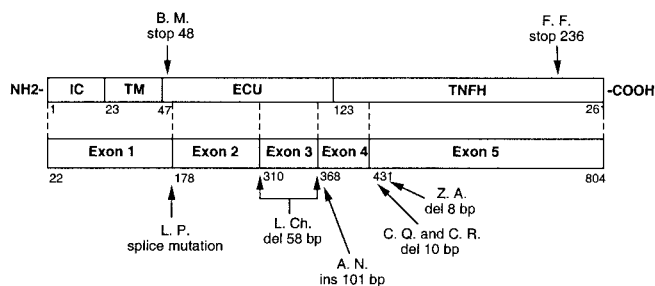 B. M.
stop 48
F. F.
stop 236
NH2- IC TM ECU TNFH -COOH
1 23 47 123 261
Exon 1 Exon 2 Exon 3 Exon 4 Exon 5
22 178 310 368 431 804
L. P.
splice mutation
L. Ch.
del 58 bp
A. N.
ins 101 bp
C. Q. and C. R.
del 10 bp
Z. A.
del 8 bp